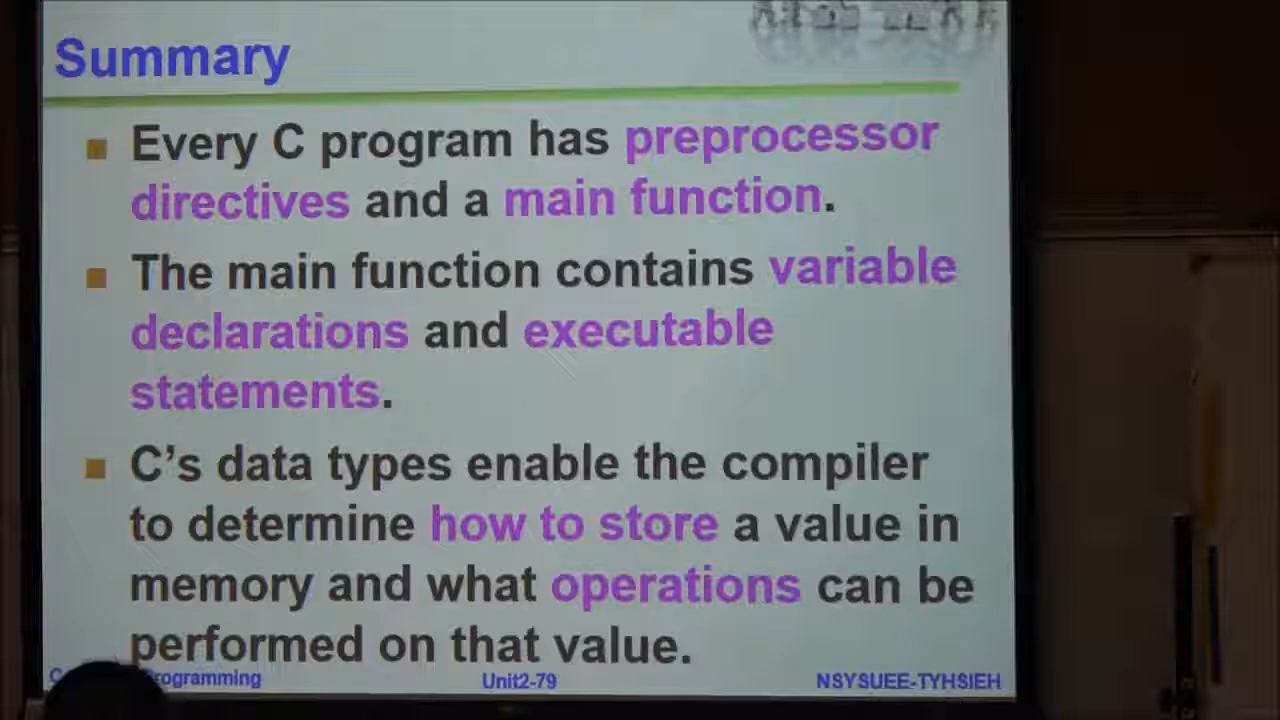 Summary
Every C program has preprocessor
directives and a main function.
The main function contains variable
declarations and executable
statements.
C's data types enable the compiler
to determine how to store a value in
memory and what operations can be
performed on that value.
Unit2-79
NSYSUEE-TYHSIEH